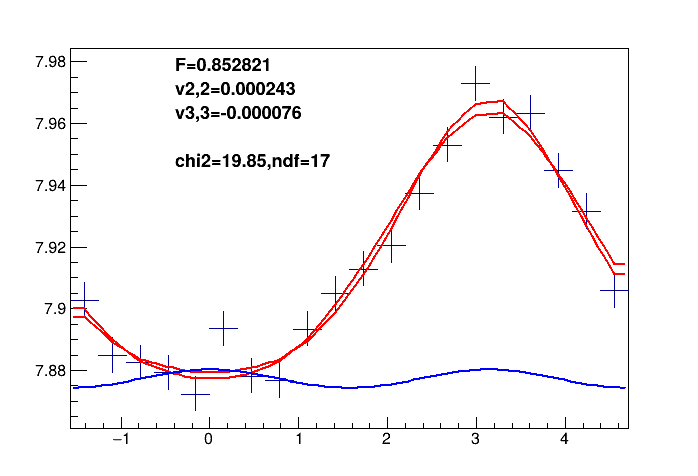 F=0.852821
v2,2=0.000243
v3,3=-0.000076
chi2=19.85,ndf=17
7.98
7.96
7.94
7.92
7.9
7.88
−1 0 1 2 3 4